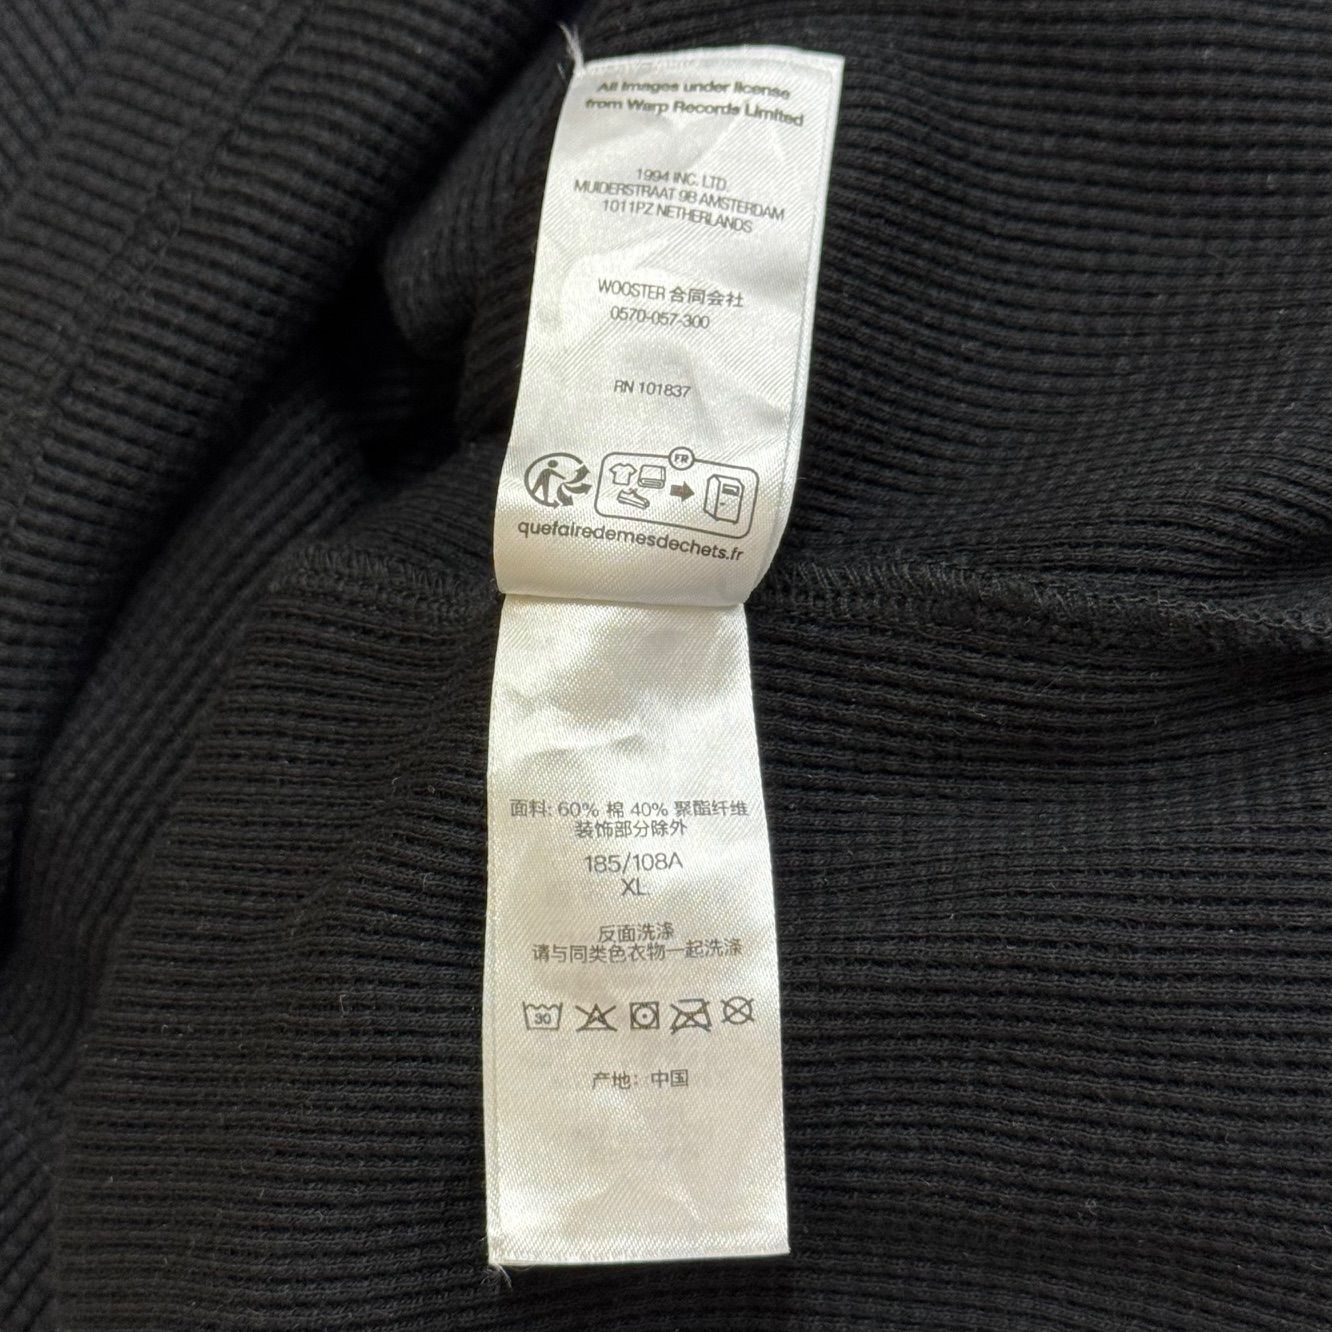 All images under license
from Warp Records Limited
1994 INC. LTD.
MUIDERSTRAAT 9B AMSTERDAM
1011PZ NETHERLANDS
WOOSTER 合同会社
0570-057-300
RN 101837
FR
quefairedemesdechets.fr
面料: 60% 棉 40% 聚酯纤维
装饰部分除外
185/108A
XL
反面洗涤
请与同类色衣物一起洗涤
30
产地：中国